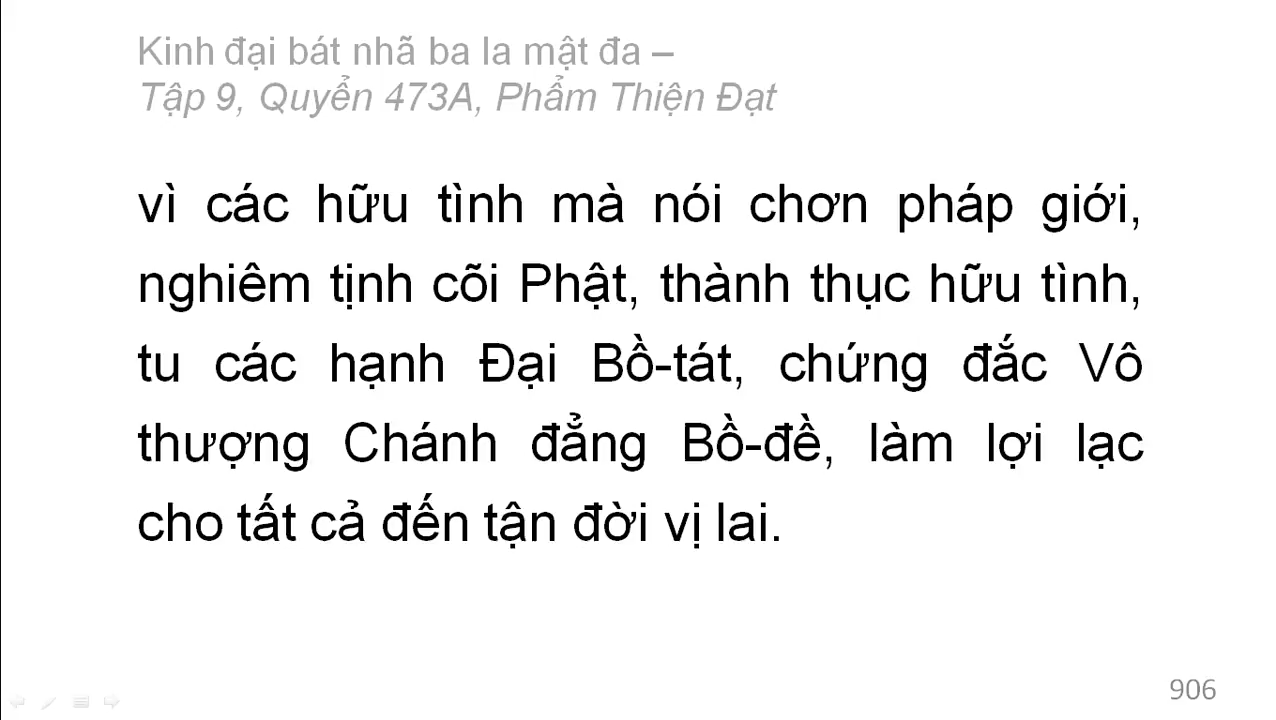 Kinh đại bát nhã ba la mật đa –
Tập 9, Quyển 473A, Phẩm Thiện Đạt
vì các hữu tình mà nói chơn pháp giới,
nghiêm tịnh cõi Phật, thành thục hữu tình,
tu các hạnh Đại Bồ-tát, chứng đắc Vô
thượng Chánh đẳng Bồ-đề, làm lợi lạc
cho tất cả đến tận đời vị lai.
906